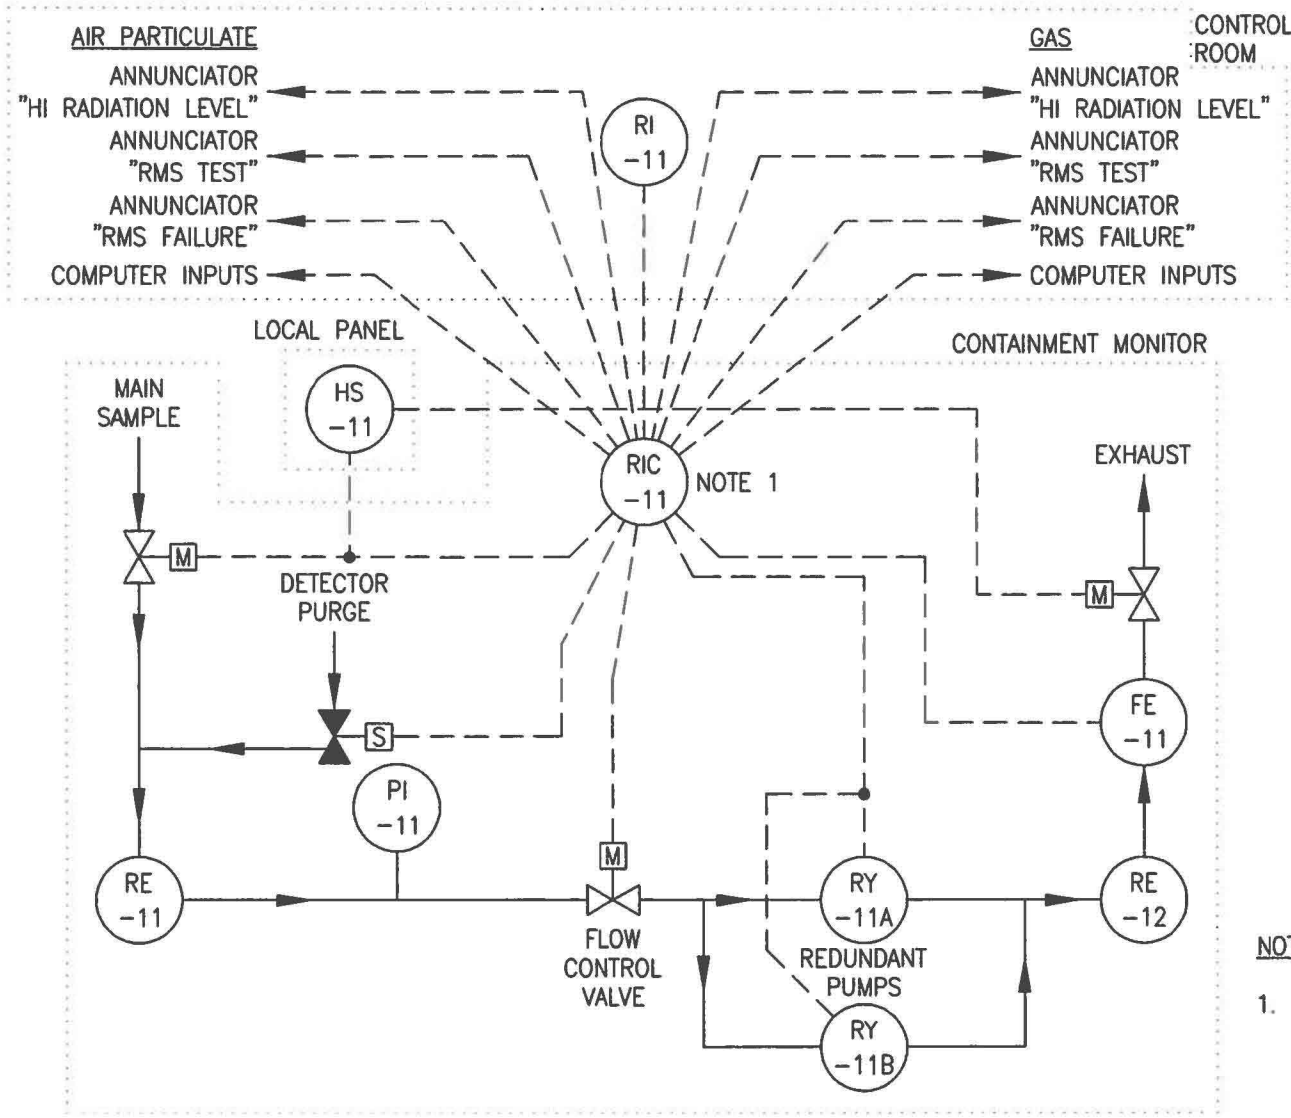 CONTROL
ROOM
AIR PARTICULATE
ANNUNCIATOR
"HI RADIATION LEVEL"
ANNUNCIATOR
"RMS TEST"
ANNUNCIATOR
"RMS FAILURE"
COMPUTER INPUTS
RI
-11
GAS
ANNUNCIATOR
"HI RADIATION LEVEL"
ANNUNCIATOR
"RMS TEST"
ANNUNCIATOR
"RMS FAILURE"
COMPUTER INPUTS
LOCAL PANEL
CONTAINMENT MONITOR
MAIN
SAMPLE
HS
-11
RIC
-11
NOTE 1
EXHAUST
M
DETECTOR
PURGE
M
S
FE
-11
PI
-11
M
RE
-11
FLOW
CONTROL
VALVE
RY
-11A
REDUNDANT
PUMPS
RY
-11B
RE
-12
NOT
1.